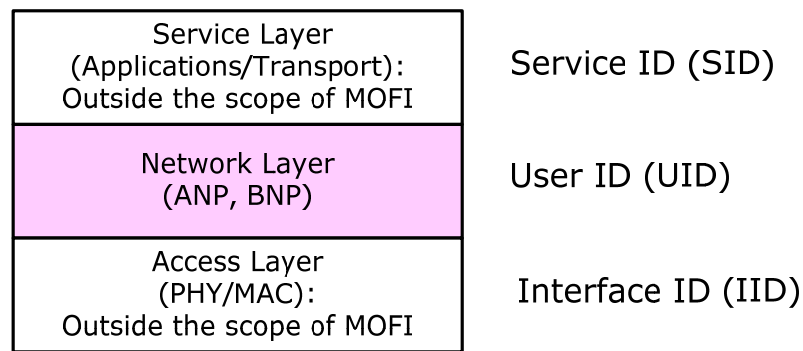 Service Layer
(Applications/Transport):
Outside the scope of MOFI
Service ID (SID)
Network Layer
(ANP, BNP)
User ID (UID)
Access Layer
(PHY/MAC):
Outside the scope of MOFI
Interface ID (IID)